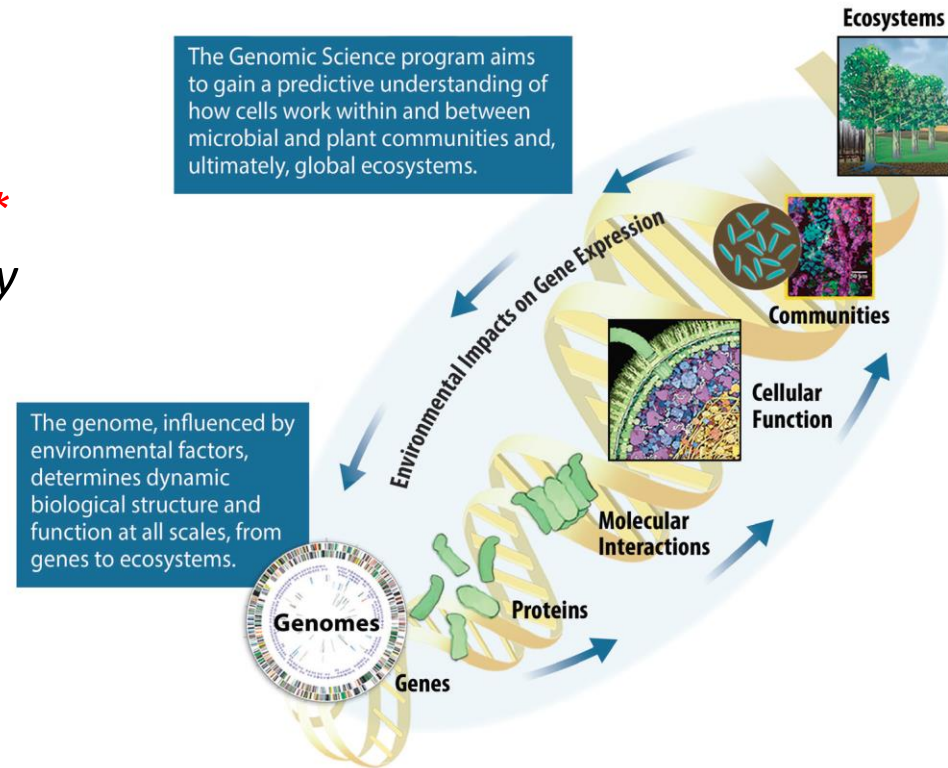 Ecosystems
The Genomic Science program aims
to gain a predictive understanding of
how cells work within and between
microbial and plant communities and,
ultimately, global ecosystems.
*
y
Environmental Impacts on Gene Expression
Communities
Cellular
Function
The genome, influenced by
environmental factors,
determines dynamic
biological structure and
function at all scales, from
genes to ecosystems.
Molecular
Interactions
Proteins
Genomes
Genes